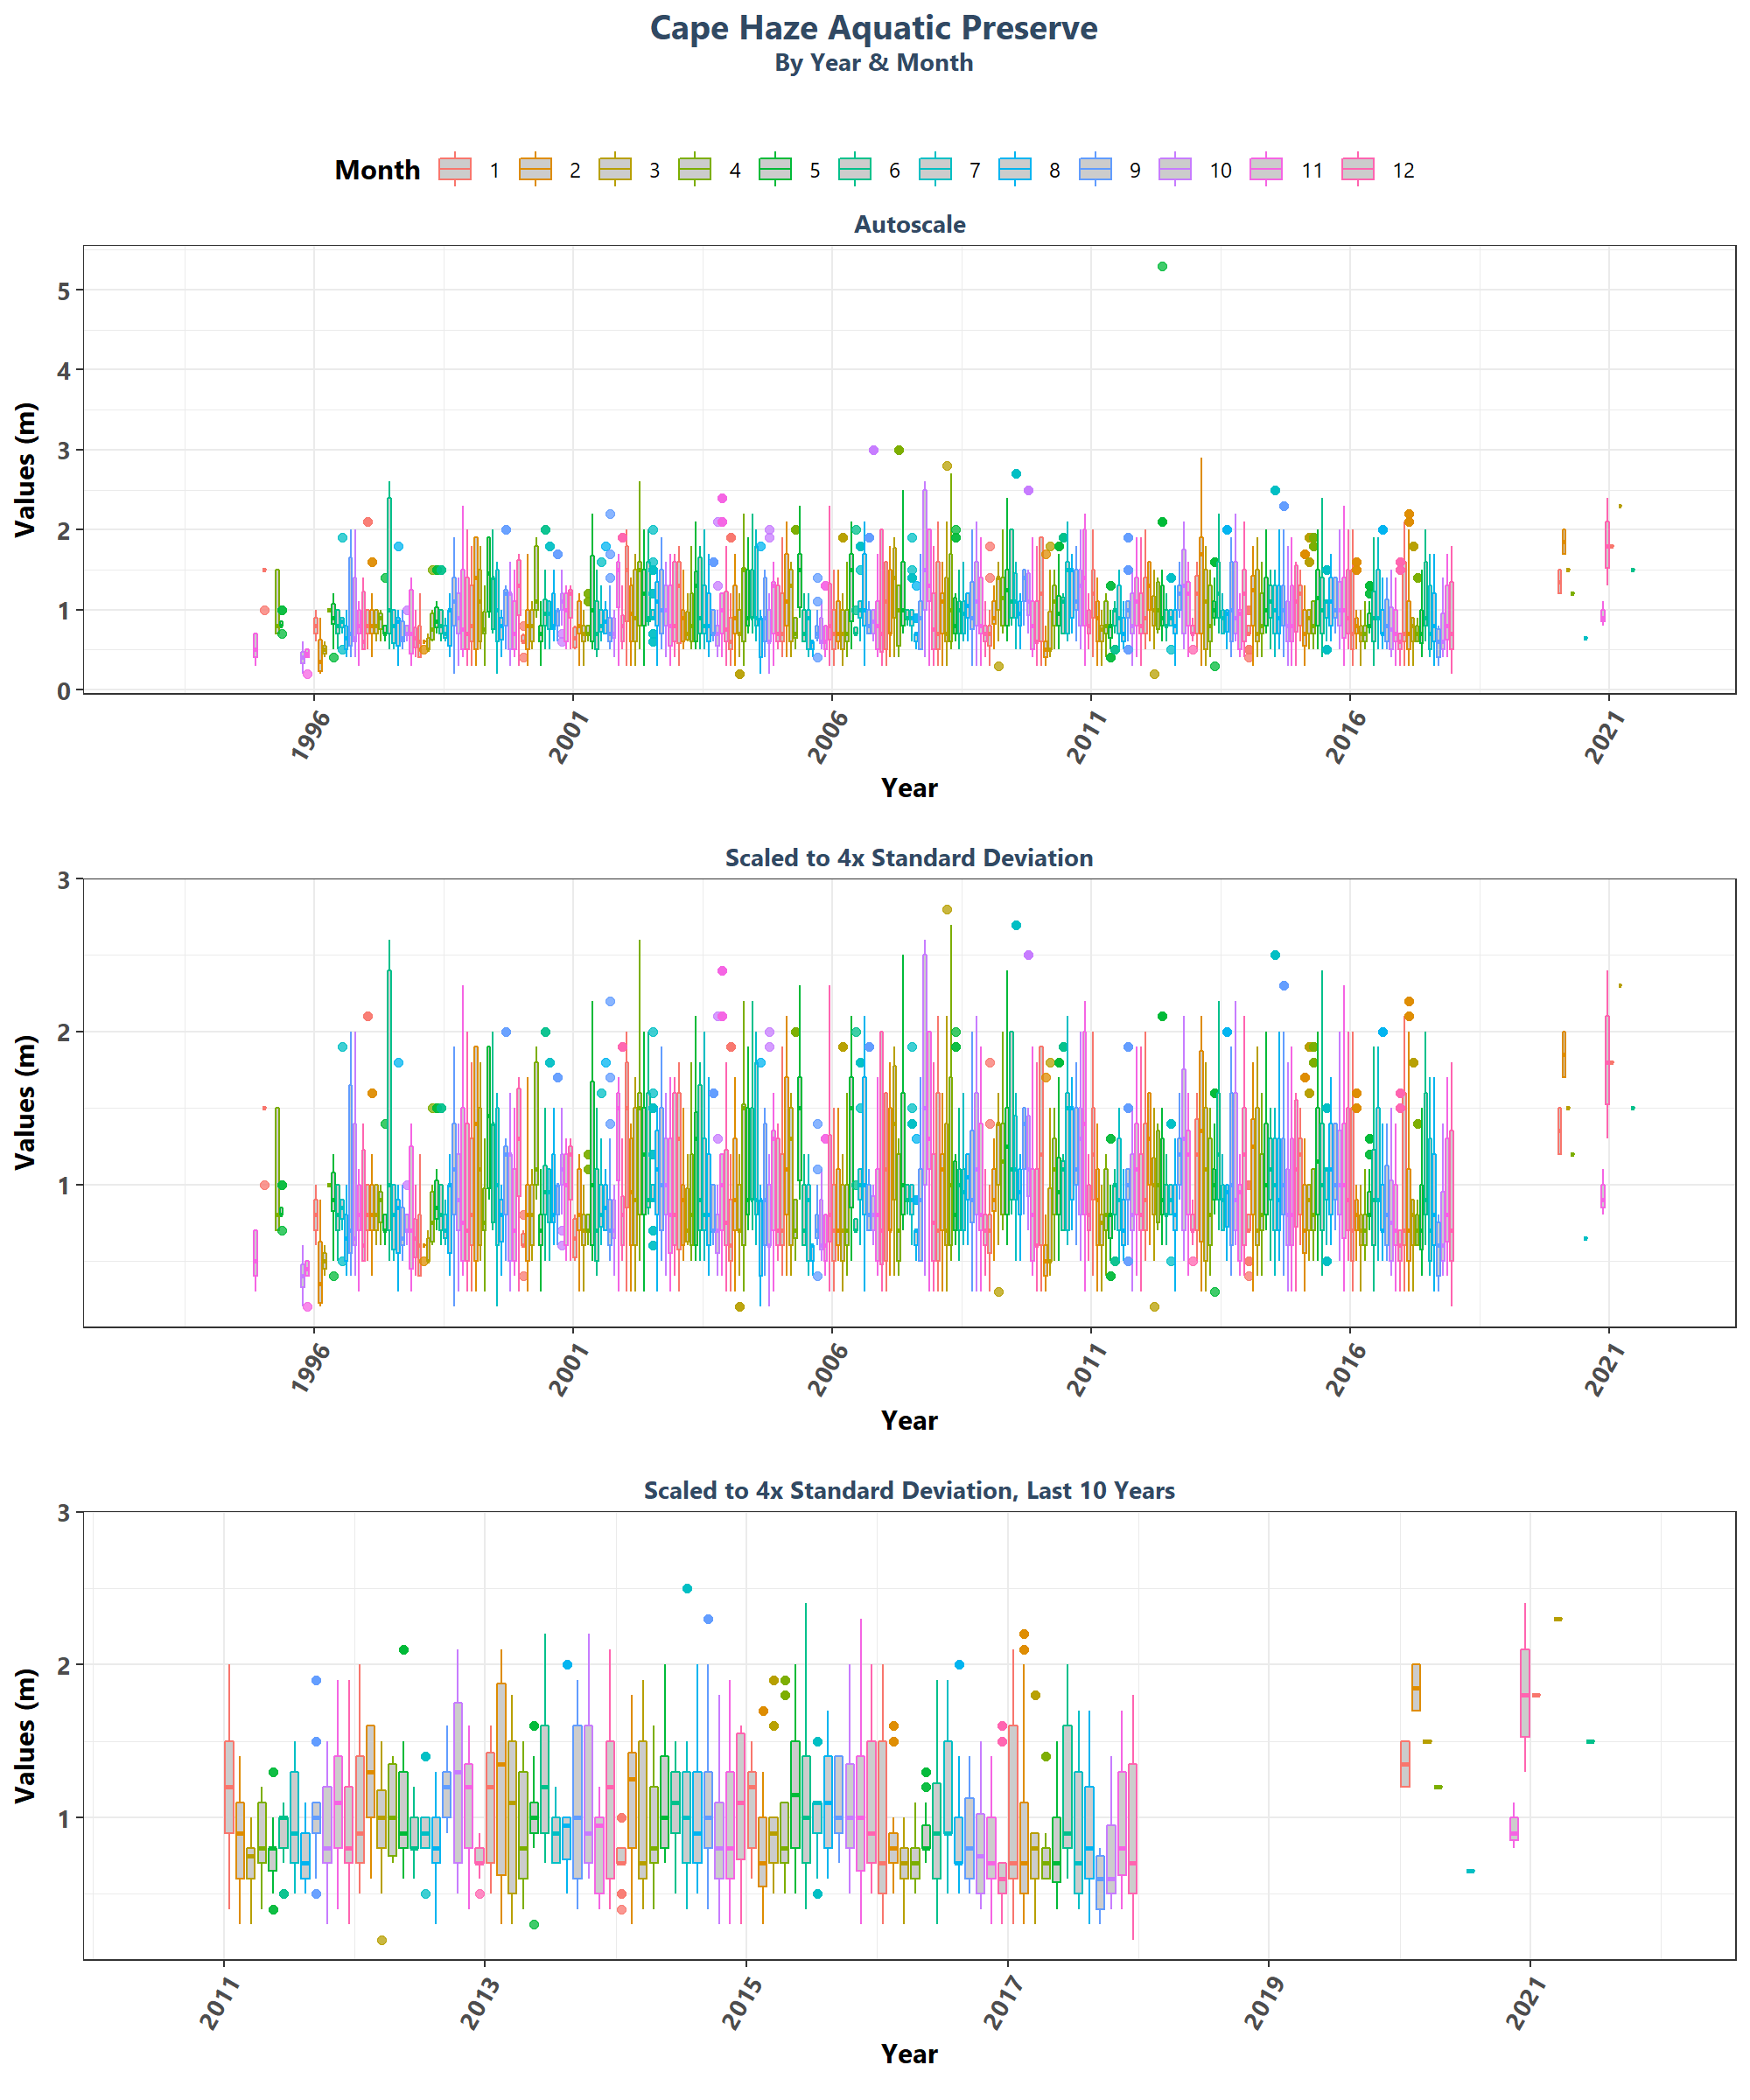 Cape Haze Aquatic Preserve
By Year & Month
Month 1 2 3 4 5 6 7 8 9 10 11 12
Autoscale
Values (m)
5
4
3
2
1
0
1996 2001 2006 2011 2016 2021
Year
Scaled to 4x Standard Deviation
Values (m)
3
2
1
1996 2001 2006 2011 2016 2021
Year
Scaled to 4x Standard Deviation, Last 10 Years
Values (m)
3
2
1
2011 2013 2015 2017 2019 2021
Year